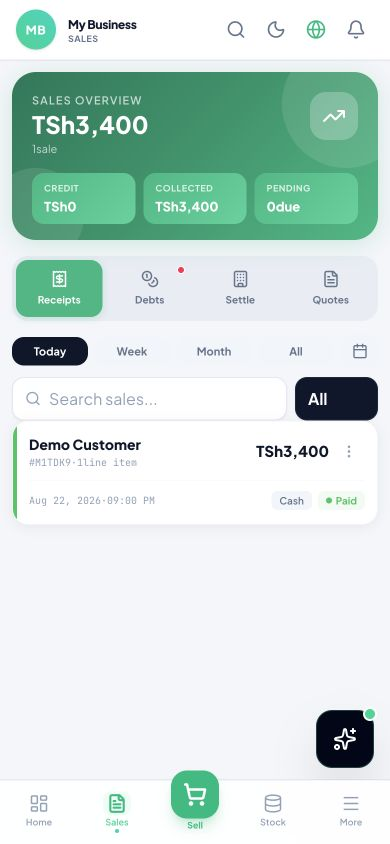 MB
My Business
SALES
SALES OVERVIEW
TSh3,400
1sale
CREDIT
TSh0
COLLECTED
TSh3,400
PENDING
0due
Receipts
Debts
Settle
Quotes
Today
Week
Month
All
Search sales...
All
Demo Customer
#M1TDK9·1line item
TSh3,400
Aug 22, 2026·09:00 PM
Cash
Paid
Home
Sales
Sell
Stock
More